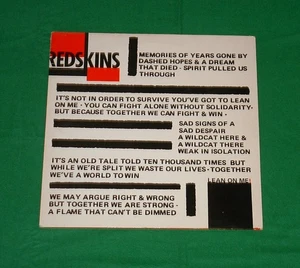 REDSKINS
MEMORIES OF YEARS GONE BY
DASHED HOPES & A DREAM
THAT DIED - SPIRIT PULLED US
THROUGH
IT'S NOT IN ORDER TO SURVIVE YOU'VE GOT TO LEAN
ON ME - YOU CAN FIGHT ALONE WITHOUT SOLIDARITY-
BUT BECAUSE TOGETHER WE CAN FIGHT & WIN -
SAD SIGNS OF A
SAD DESPAIR
A WILDCAT HERE &
A WILDCAT THERE
WEAK IN ISOLATION
IT'S AN OLD TALE TOLD TEN THOUSAND TIMES BUT
WHILE WE'RE SPLIT WE WASTE OUR LIVES - TOGETHER
WE'VE A WORLD TO WIN
LEAN ON ME!
WE MAY ARGUE RIGHT & WRONG
BUT TOGETHER WE ARE STRONG -
A FLAME THAT CAN'T BE DIMMED